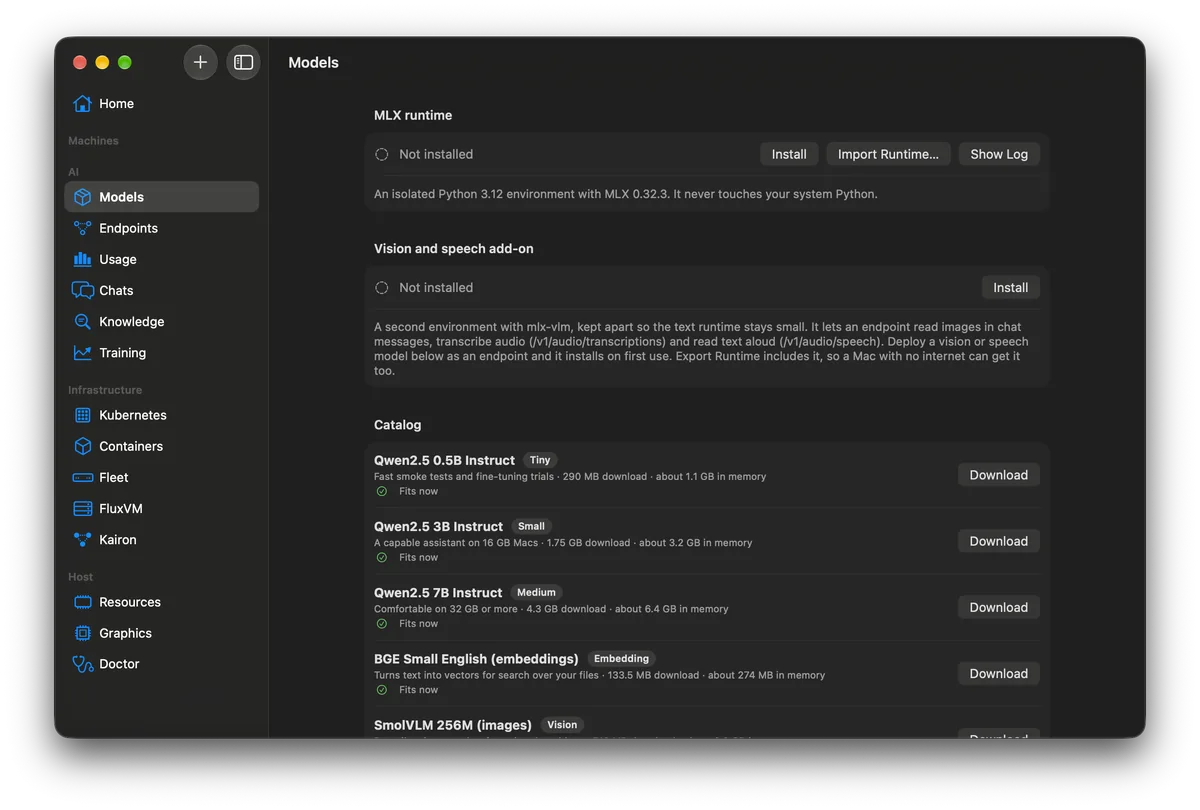 Models
Home
Machines
AI
Models
Endpoints
Usage
Chats
Knowledge
Training
Infrastructure
Kubernetes
Containers
Fleet
FluxVM
Kairon
Host
Resources
Graphics
Doctor
MLX runtime
Not installed
Install
Import Runtime...
Show Log
An isolated Python 3.12 environment with MLX 0.32.3. It never touches your system Python.
Vision and speech add-on
Not installed
Install
A second environment with mlx-vlm, kept apart so the text runtime stays small. It lets an endpoint read images in chat
messages, transcribe audio (/v1/audio/transcriptions) and read text aloud (/v1/audio/speech). Deploy a vision or speech
model below as an endpoint and it installs on first use. Export Runtime includes it, so a Mac with no internet can get it
too.
Catalog
Qwen2.5 0.5B Instruct Tiny
Fast smoke tests and fine-tuning trials · 290 MB download · about 1.1 GB in memory
Fits now
Download
Qwen2.5 3B Instruct Small
A capable assistant on 16 GB Macs · 1.75 GB download · about 3.2 GB in memory
Fits now
Download
Qwen2.5 7B Instruct Medium
Comfortable on 32 GB or more · 4.3 GB download · about 6.4 GB in memory
Fits now
Download
BGE Small English (embeddings) Embedding
Turns text into vectors for search over your files · 133.5 MB download · about 274 MB in memory
Fits now
Download
SmolVLM 256M (images) Vision
Download